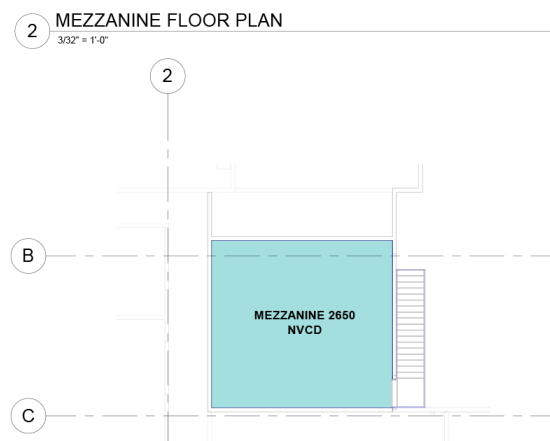 2
MEZZANINE FLOOR PLAN
3/32" = 1'-0"
2
B
MEZZANINE 2650
NVCD
C